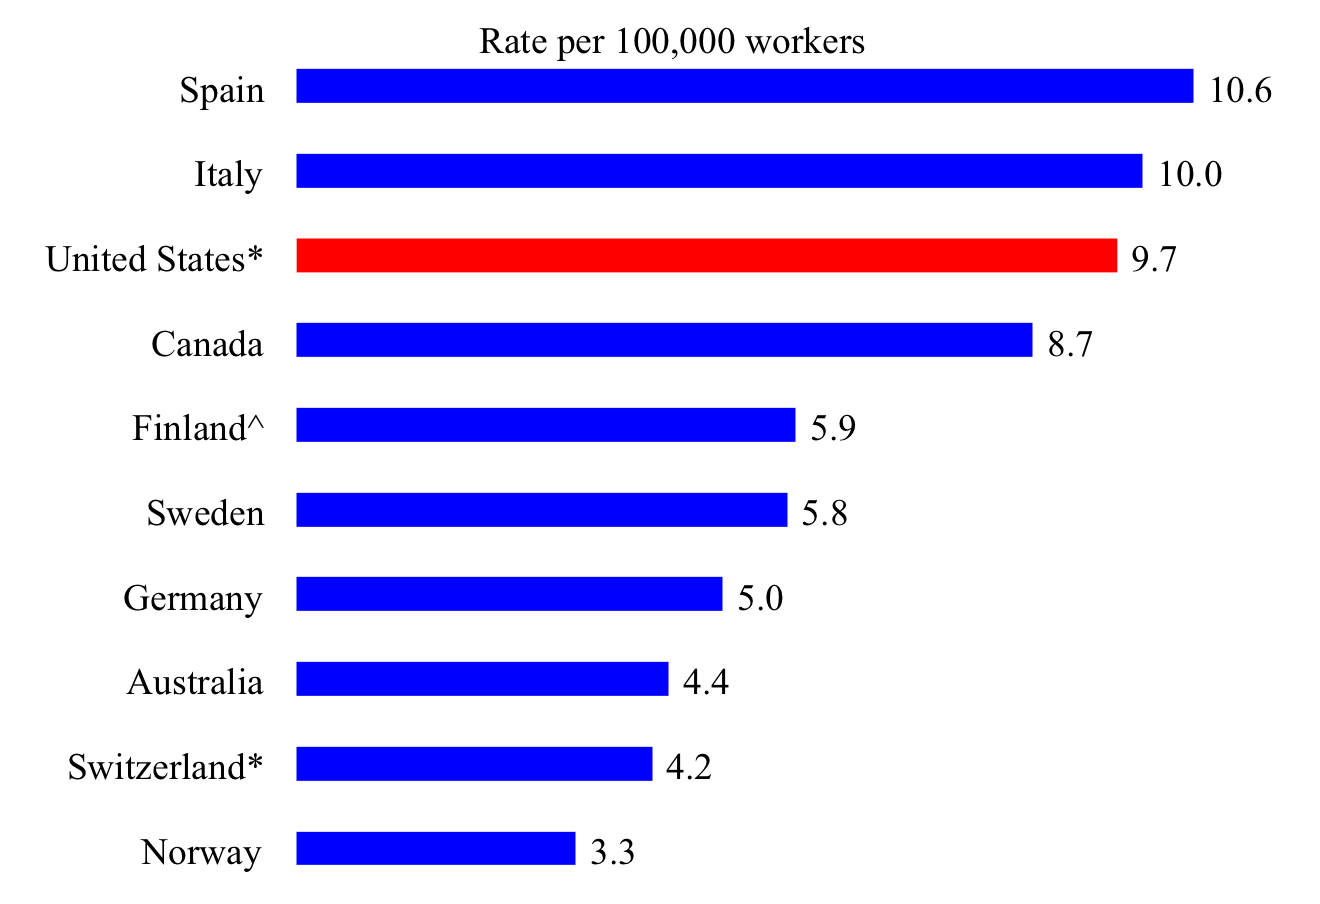 Rate per 100,000 workers
Spain 10.6
Italy 10.0
United States* 9.7
Canada 8.7
Finland^ 5.9
Sweden 5.8
Germany 5.0
Australia 4.4
Switzerland* 4.2
Norway 3.3